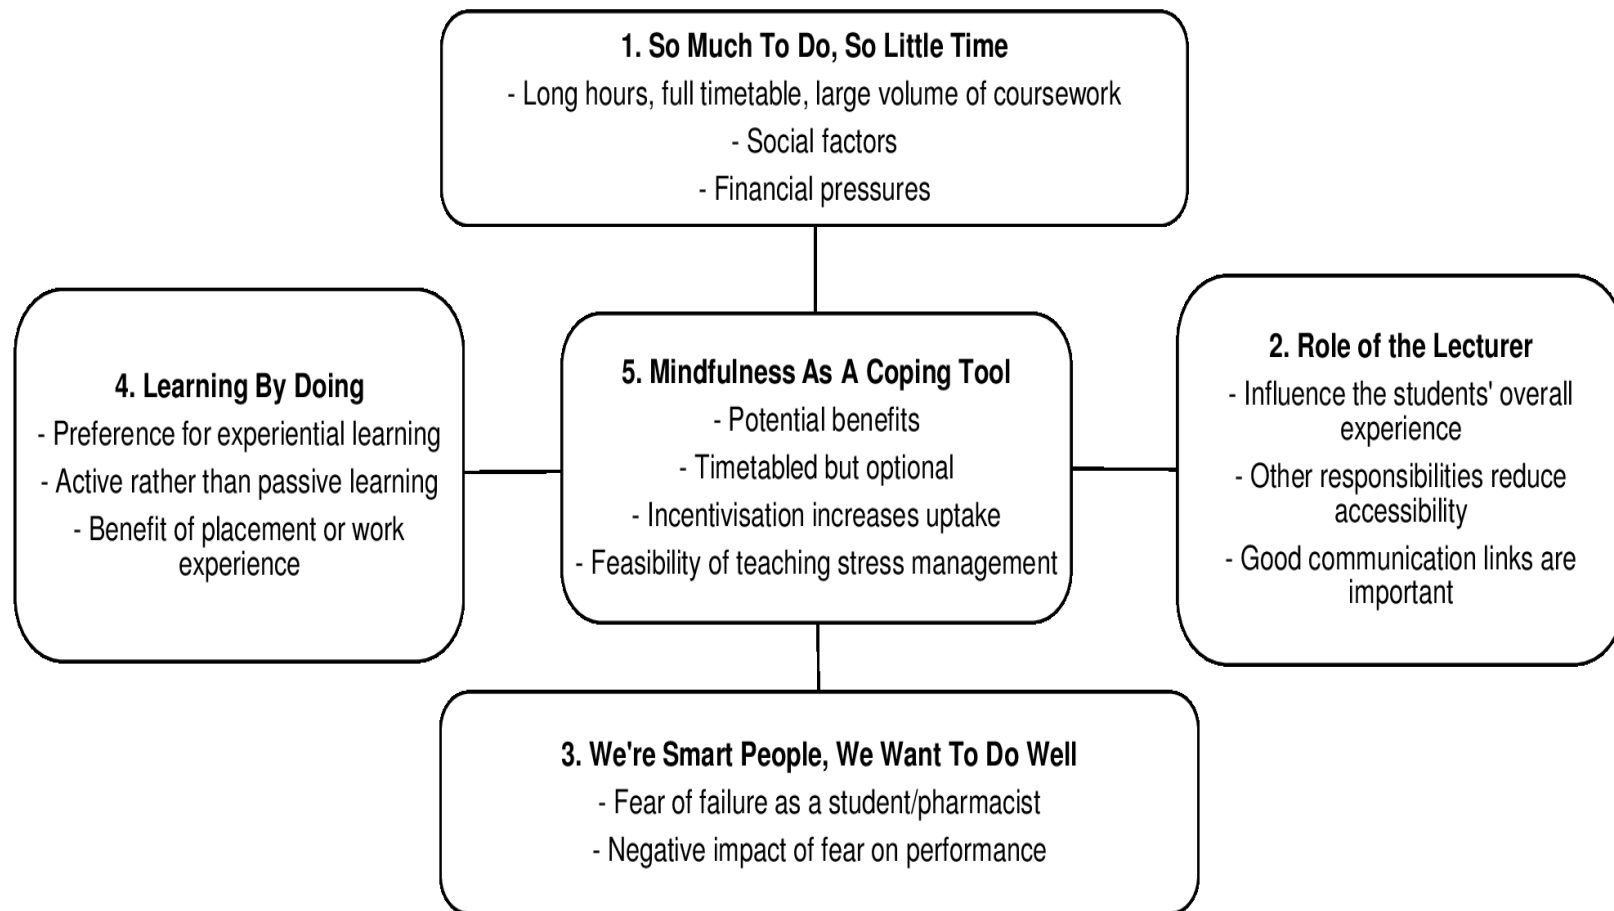 1. So Much To Do, So Little Time
- Long hours, full timetable, large volume of coursework
- Social factors
- Financial pressures
2. Role of the Lecturer
- Influence the students' overall
experience
- Other responsibilities reduce
accessibility
- Good communication links are
important
3. We're Smart People, We Want To Do Well
- Fear of failure as a student/pharmacist
- Negative impact of fear on performance
4. Learning By Doing
- Preference for experiential learning
- Active rather than passive learning
- Benefit of placement or work
experience
5. Mindfulness As A Coping Tool
- Potential benefits
- Timetabled but optional
- Incentivisation increases uptake
- Feasibility of teaching stress management